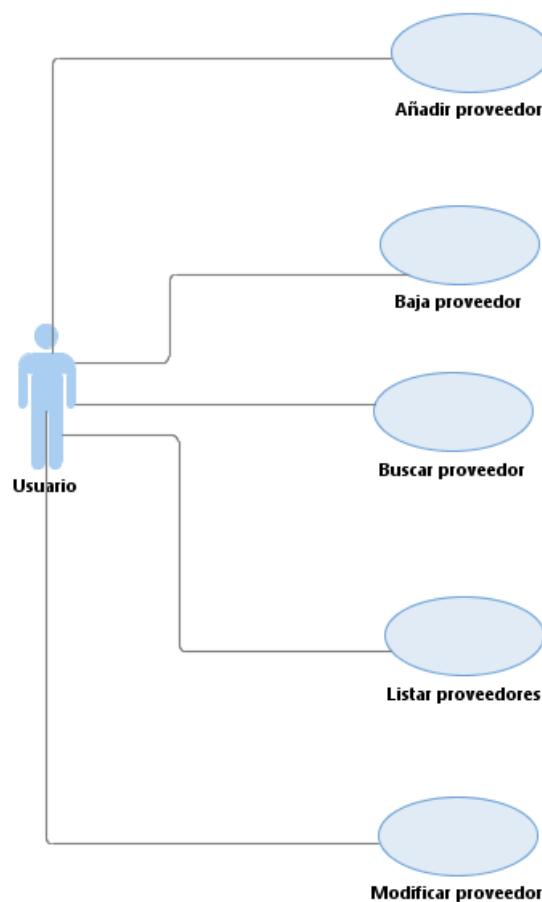 Añadir proveedor
Baja proveedor
Buscar proveedor
Usuario
Listar proveedores
Modificar proveedor